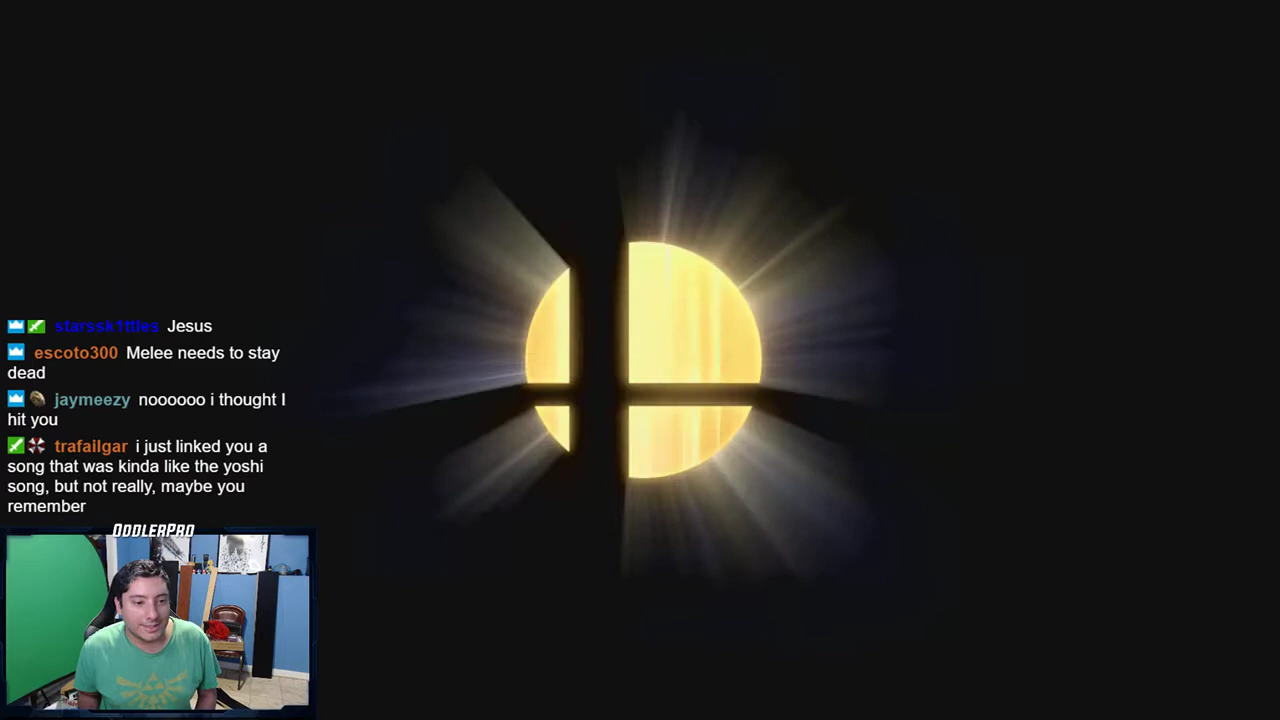 starssk1ttles Jesus
escoto300 Melee needs to stay
dead
jaymeezy noooooo i thought I
hit you
trafailgar i just linked you a
song that was kinda like the yoshi
song, but not really, maybe you
remember
OddlerPro